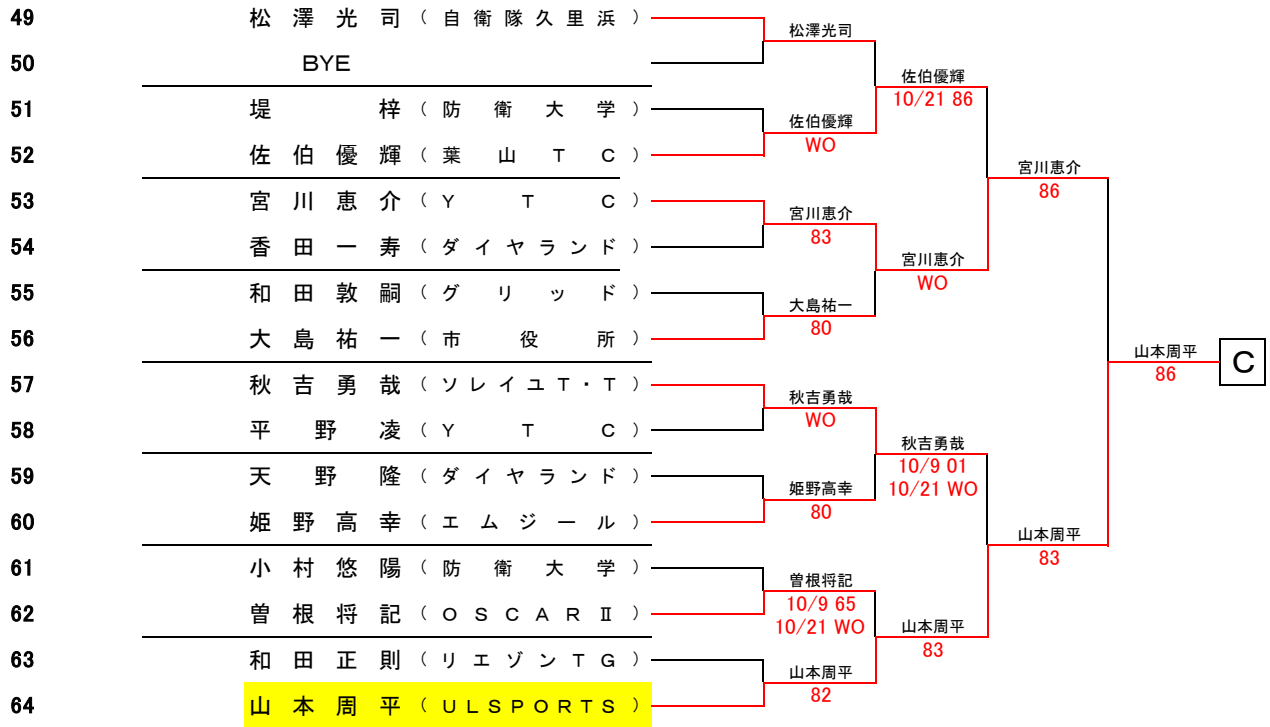 49 松澤光司（自衛隊久里浜）
50 BYE
51 堤 梓（防衛大学）
52 佐伯優輝（葉山TC）
53 宮川恵介（YTC）
54 香田一寿（ダイヤランド）
55 和田敦嗣（グリッド）
56 大島祐一（市役所）
57 秋吉勇哉（ソレイユT・T）
58 平野凌（YTC）
59 天野隆（ダイヤランド）
60 姫野高幸（エムジール）
61 小村悠陽（防衛大学）
62 曽根将記（OSCARⅡ）
63 和田正則（リエゾンTG）
64 山本周平（ULSPORTS）
松澤光司
佐伯優輝
WO
宮川恵介
83
大島祐一
80
秋吉勇哉
WO
姫野高幸
80
曽根将記
10/9 65
10/21 WO
山本周平
82
佐伯優輝
10/21 86
宮川恵介
WO
秋吉勇哉
10/9 01
10/21 WO
山本周平
83
宮川恵介
86
山本周平
83
山本周平
86
C